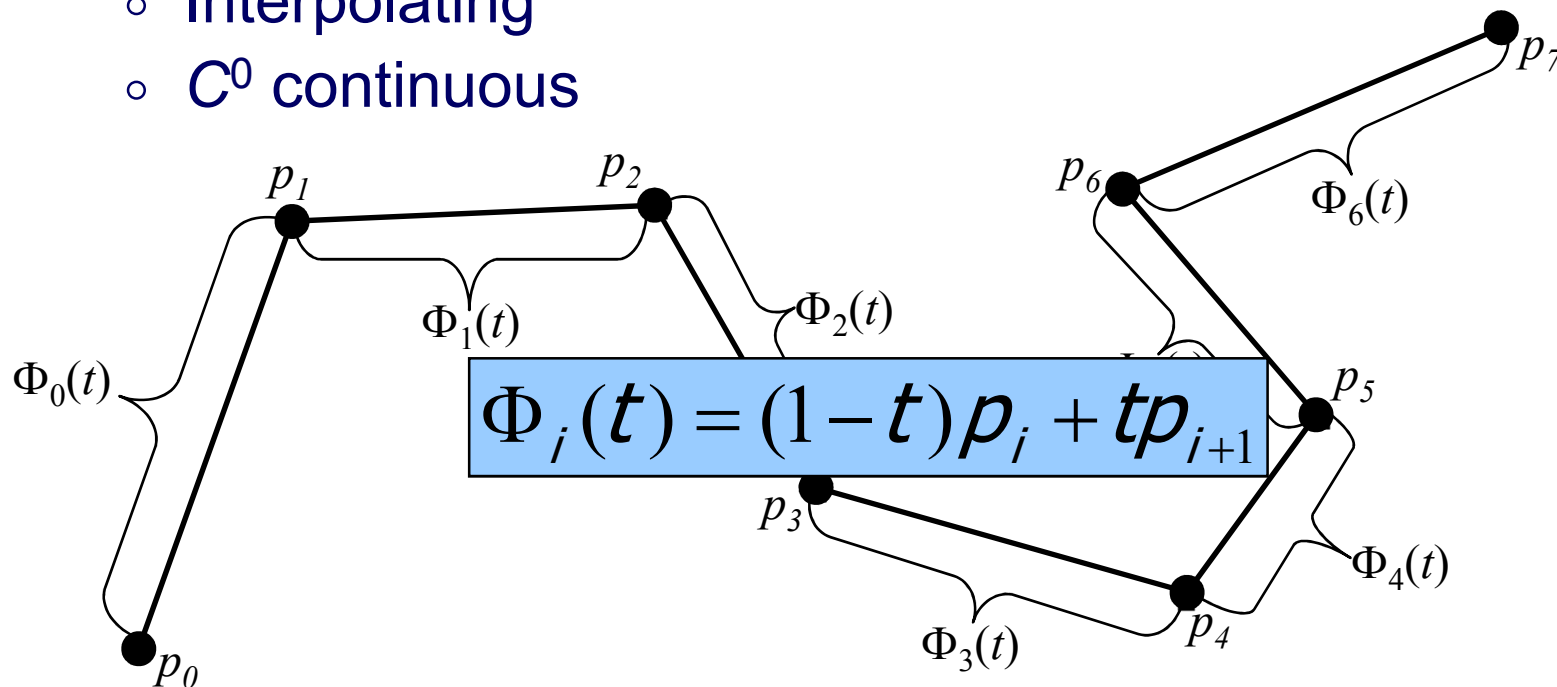 ◦ Interpolating
◦ C⁰ continuous
p₇
p₁
p₂
p₆
Φ₆(t)
Φ₂(t)
Φ₁(t)
Φ₀(t)
p₅
Φᵢ(t) = (1−t)pᵢ + tpᵢ₊₁
p₃
Φ₄(t)
p₄
Φ₃(t)
p₀